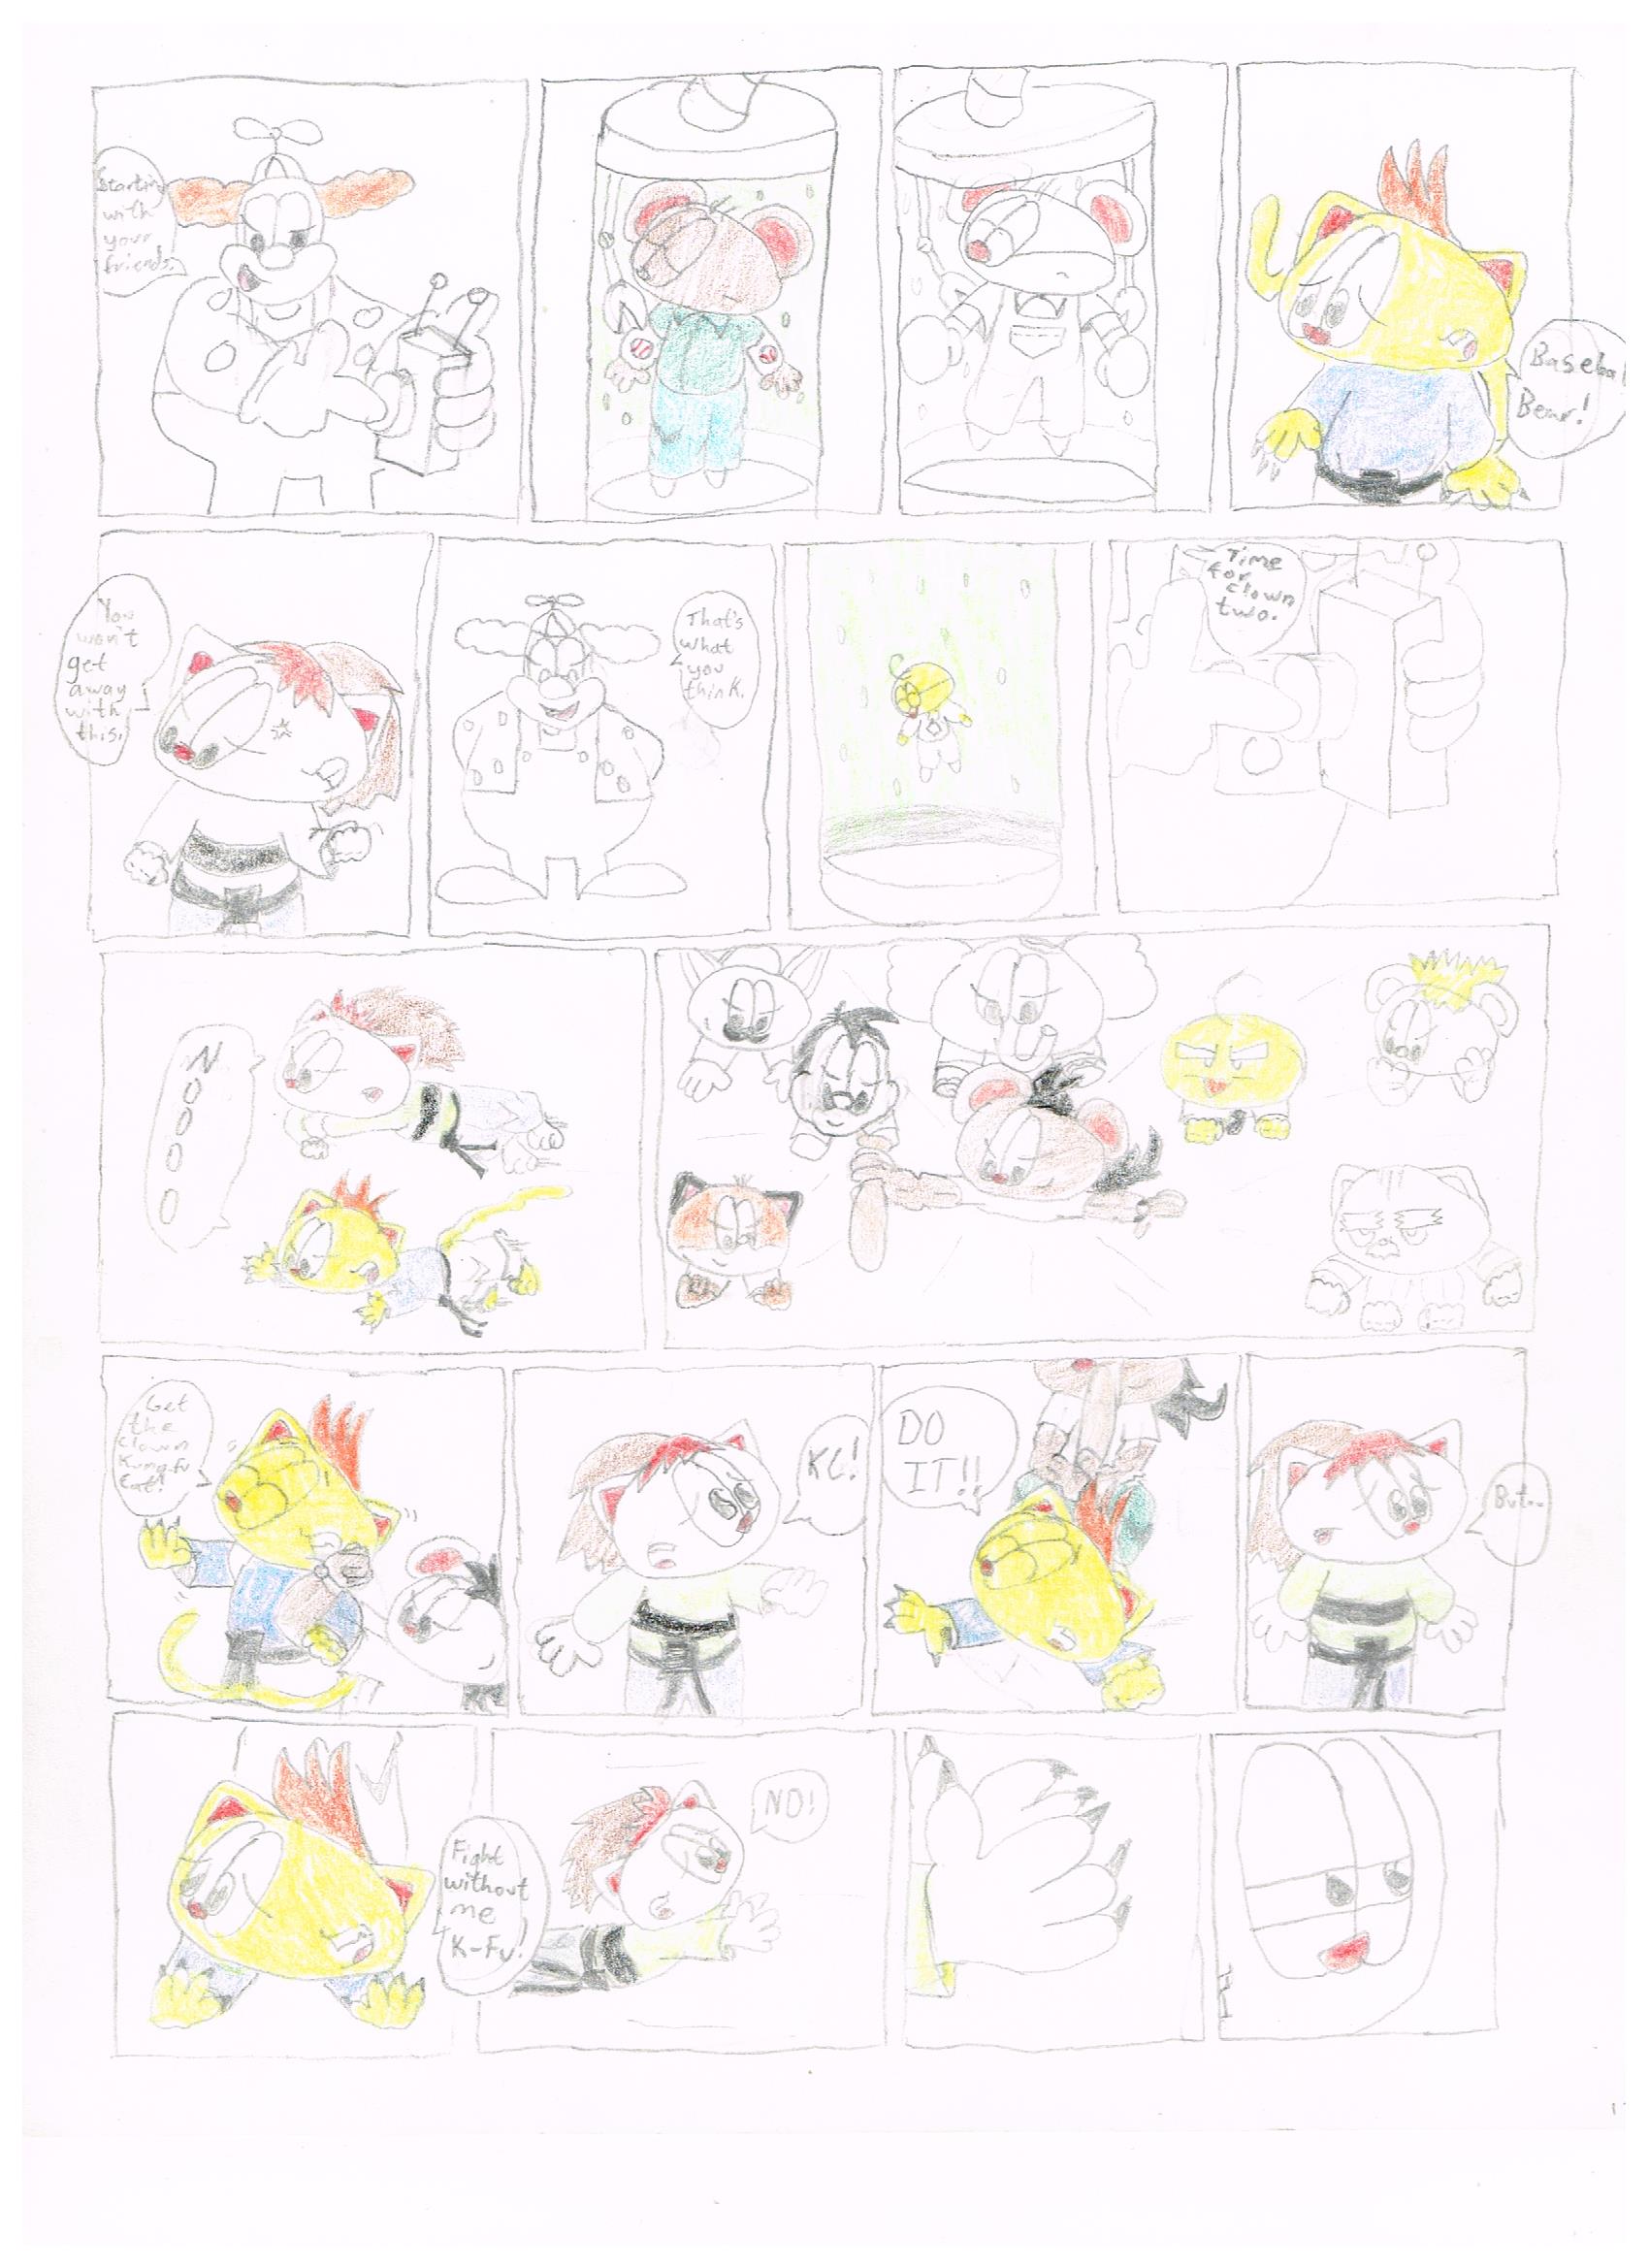 Starting
with
your
friends.
Baseball
Bear!
You
won't
get
away
with
this.
That's
what
you
think.
Time
for
clown
two.
NOOOO
Get
the
clown
Kung-fu
Cat!
KC!
DO
IT!!
But...
Fight
without
me
K-Fu!
NO!